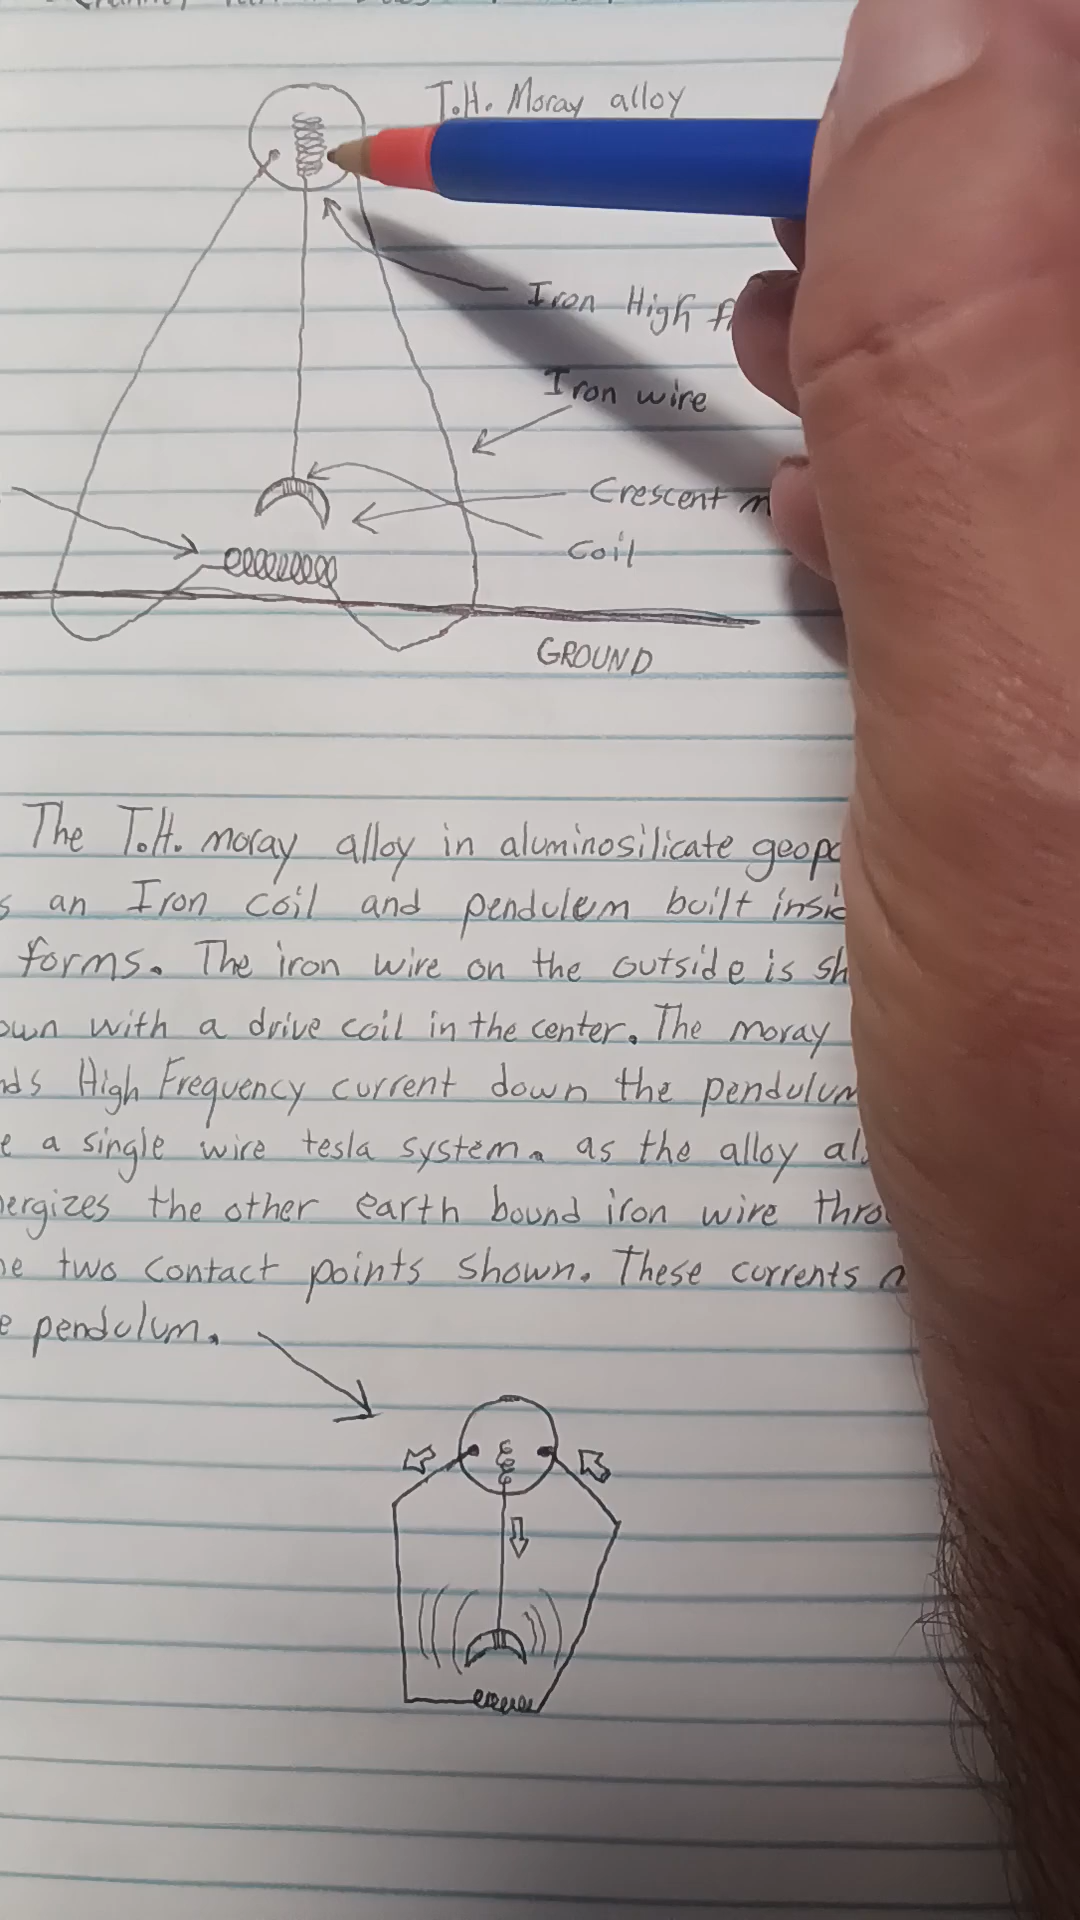 T.H. Moray alloy
Iron High
Iron wire
Crescent
Coil
GROUND
The T.H. moray alloy in aluminosilicate
an Iron coil and pendulum built
forms. The iron wire on the outside is
with a drive coil in the center. The moray
High Frequency current down the pendulum
a single wire tesla system. as the alloy
the other earth bound iron wire
two contact points shown. These currents
pendulum.